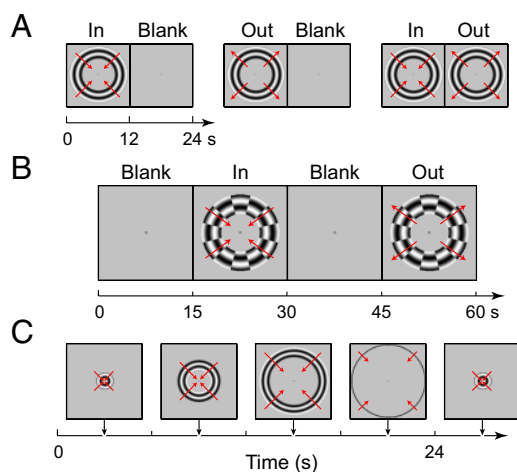 A
In Blank Out Blank In Out
0 12 24 s
B
Blank In Blank Out
0 15 30 45 60 s
C
0 24
Time (s)